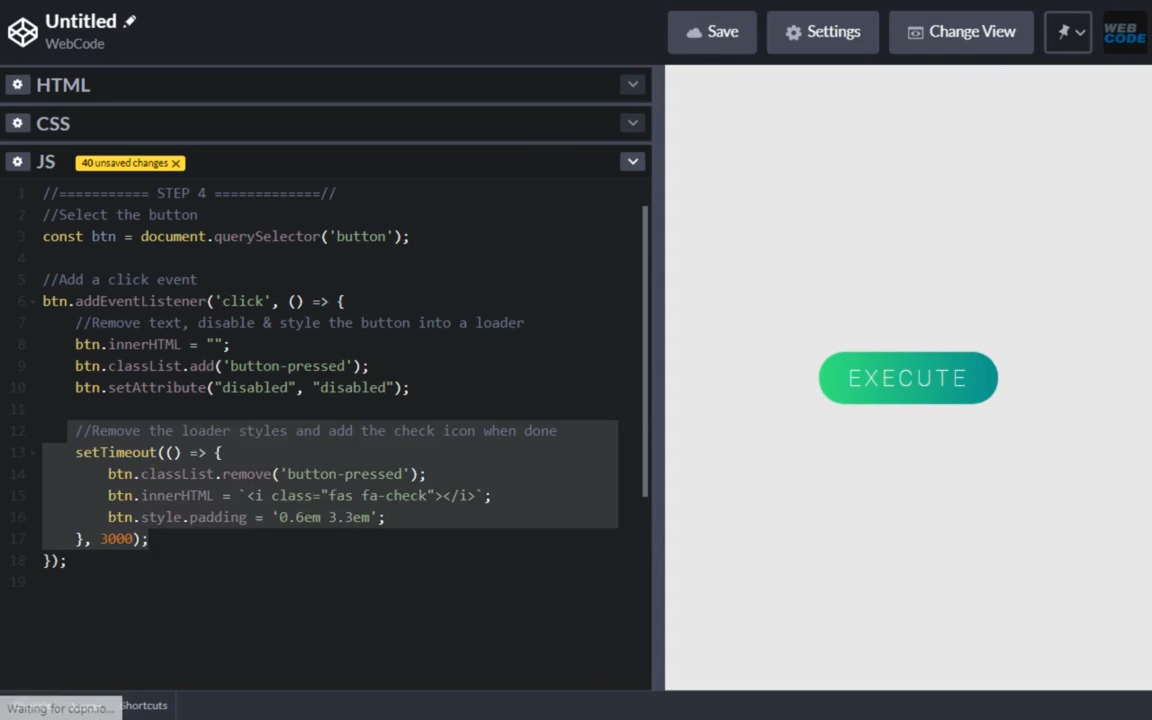 Untitled
WebCode
Save
Settings
Change View
WEB
CODE
HTML
CSS
JS
40 unsaved changes ×
1 //=========== STEP 4 =============//
2 //Select the button
3 const btn = document.querySelector('button');
4
5 //Add a click event
6 btn.addEventListener('click', () => {
7 //Remove text, disable & style the button into a loader
8 btn.innerHTML = "";
9 btn.classList.add('button-pressed');
10 btn.setAttribute("disabled", "disabled");
11
12 //Remove the loader styles and add the check icon when done
13 setTimeout(() => {
14 btn.classList.remove('button-pressed');
15 btn.innerHTML = `<i class="fas fa-check"></i>`;
16 btn.style.padding = '0.6em 3.3em';
17 }, 3000);
18 });
19
EXECUTE
Waiting for cdpn.io...
Shortcuts